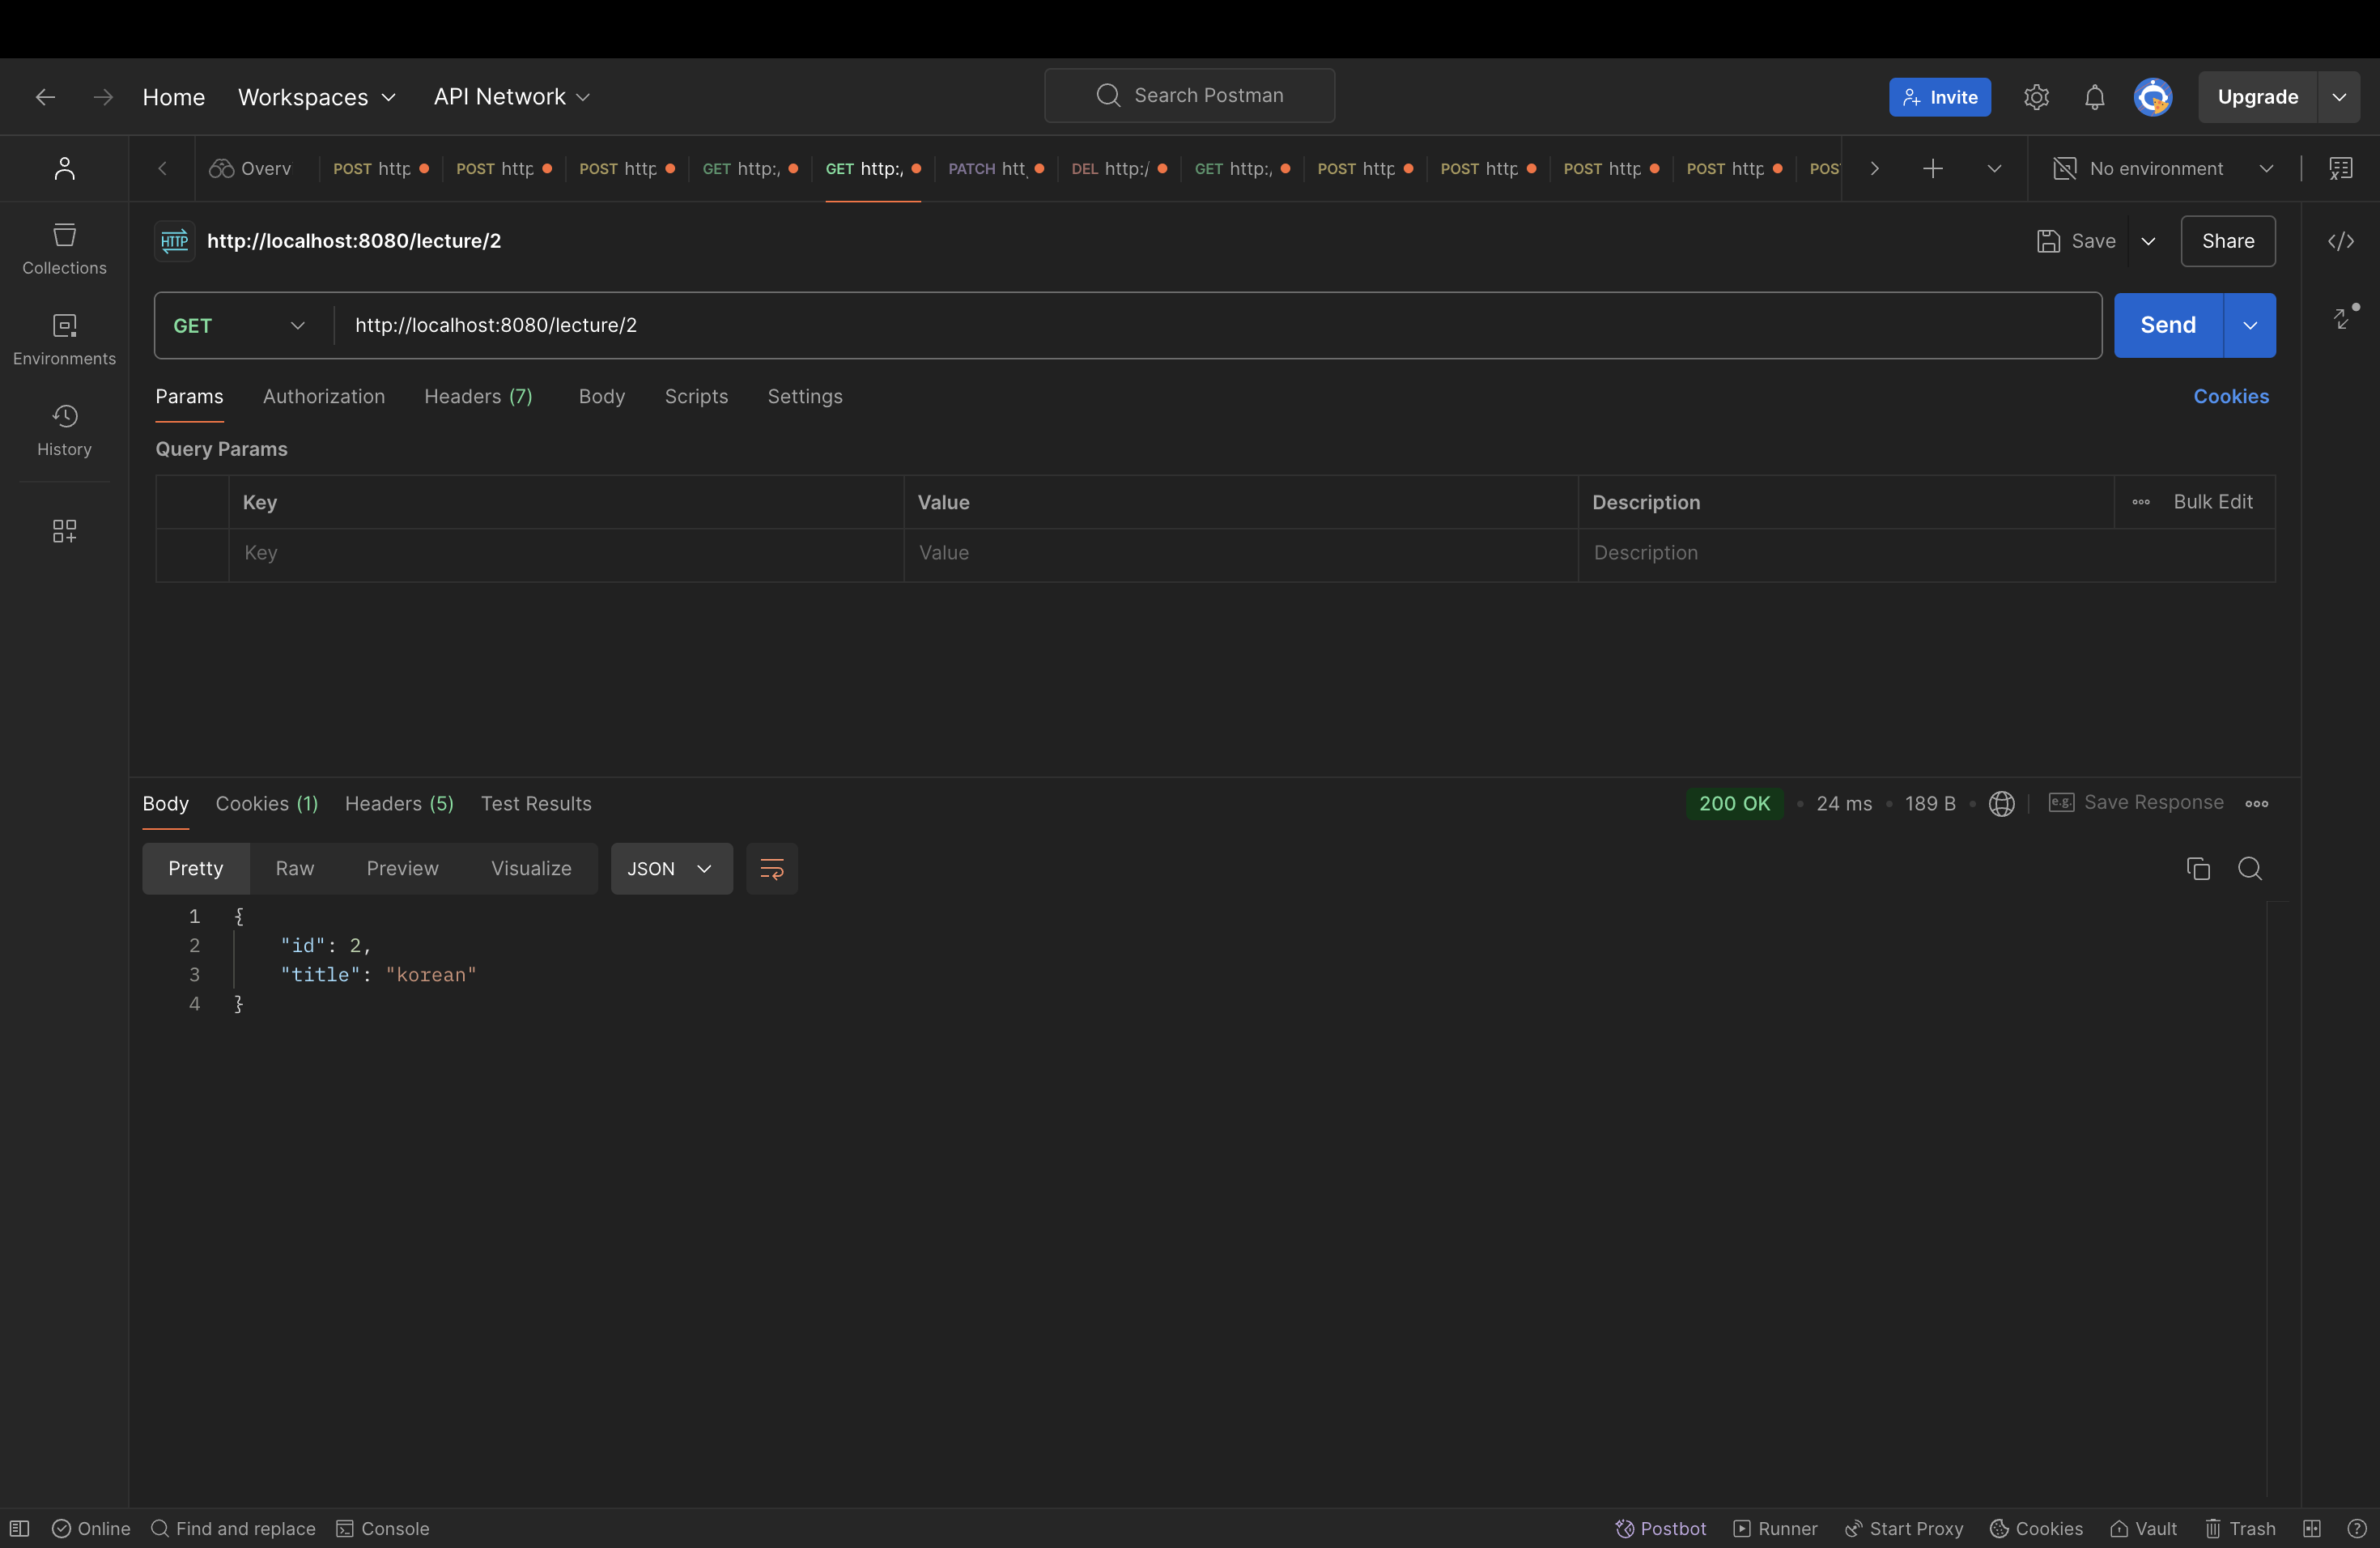 Home Workspaces API Network Search Postman Invite Upgrade
Overv POST http POST http POST http GET http:, GET http:, PATCH htt DEL http:/ GET http:, POST http POST http POST http POST http POS No environment
HTTP http://localhost:8080/lecture/2 Save Share
Collections
GET http://localhost:8080/lecture/2 Send
Environments
Params Authorization Headers (7) Body Scripts Settings Cookies
History
Query Params
Key Value Description Bulk Edit
Key Value Description
Body Cookies (1) Headers (5) Test Results 200 OK 24 ms 189 B e.g. Save Response
Pretty Raw Preview Visualize JSON
1 {
2 "id": 2,
3 "title": "korean"
4 }
Online Find and replace Console Postbot Runner Start Proxy Cookies Vault Trash